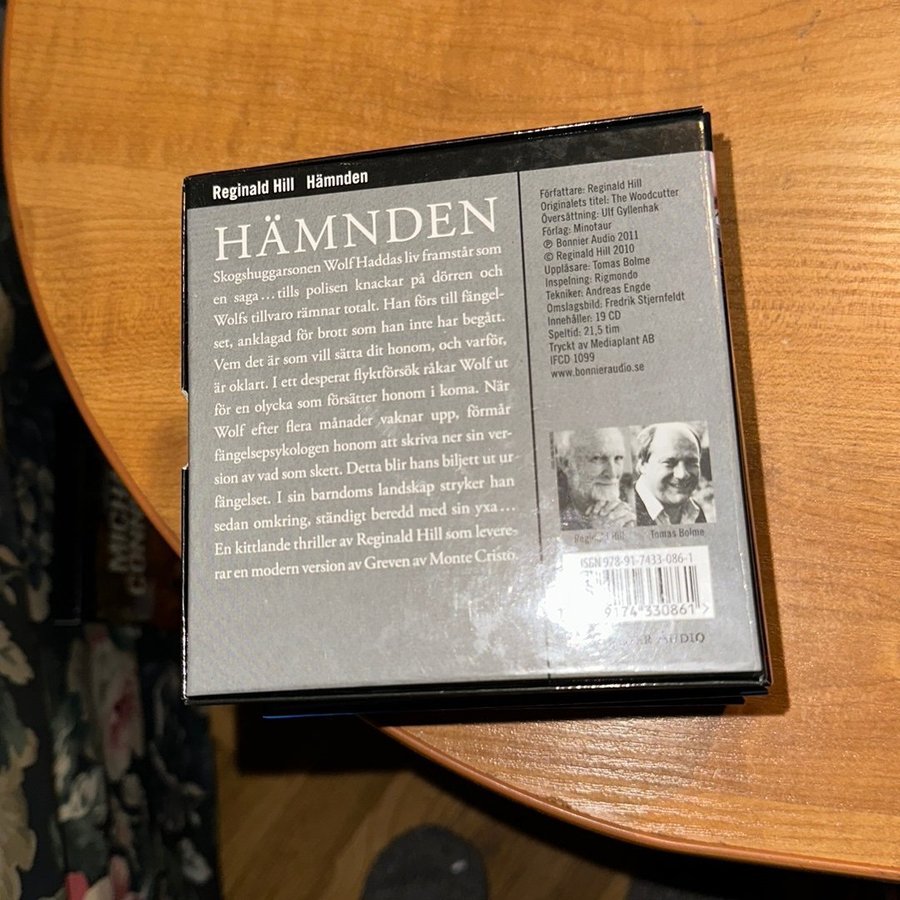 Reginald Hill Hämnden
HÄMNDEN
Skogshuggarsonen Wolf Haddas liv framstår som
en saga... tills polisen knackar på dörren och
Wolfs tillvaro rämnar totalt. Han förs till fängel-
set, anklagad för brott som han inte har begått.
Vem det är som vill sätta dit honom, och varför,
är oklart. I ett desperat flyktförsök råkar Wolf ut
för en olycka som försätter honom i koma. När
Wolf efter flera månader vaknar upp, förmår
fängelsepsykologen honom att skriva ner sin ver-
sion av vad som skett. Detta blir hans biljett ut ur
fängelset. I sin barndoms landskap stryker han
sedan omkring, ständigt beredd med sin yxa...
En kittlande thriller av Reginald Hill som levere-
rar en modern version av Greven av Monte Cristo.
Författare: Reginald Hill
Originalets titel: The Woodcutter
Översättning: Ulf Gyllenhak
Förlag: Minotaur
℗ Bonnier Audio 2011
© Reginald Hill 2010
Uppläsare: Tomas Bolme
Inspelning: Rigmondo
Tekniker: Andreas Engde
Omslagsbild: Fredrik Stjernfeldt
Innehåller: 19 CD
Speltid: 21,5 tim
Tryckt av Mediaplant AB
IFCD 1099
www.bonnieraudio.se
Reginald Hill
Tomas Bolme
ISBN 978-91-7433-086-1
174 330861 >
AUDIO